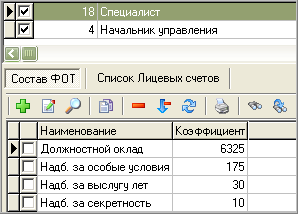 18 Специалист
4 Начальник управления
Состав ФОТ Список Лицевых счетов
Наименование Коэффициент
Должностной оклад 6325
Надб. за особые условия 175
Надб. за выслугу лет 30
Надб. за секретность 10